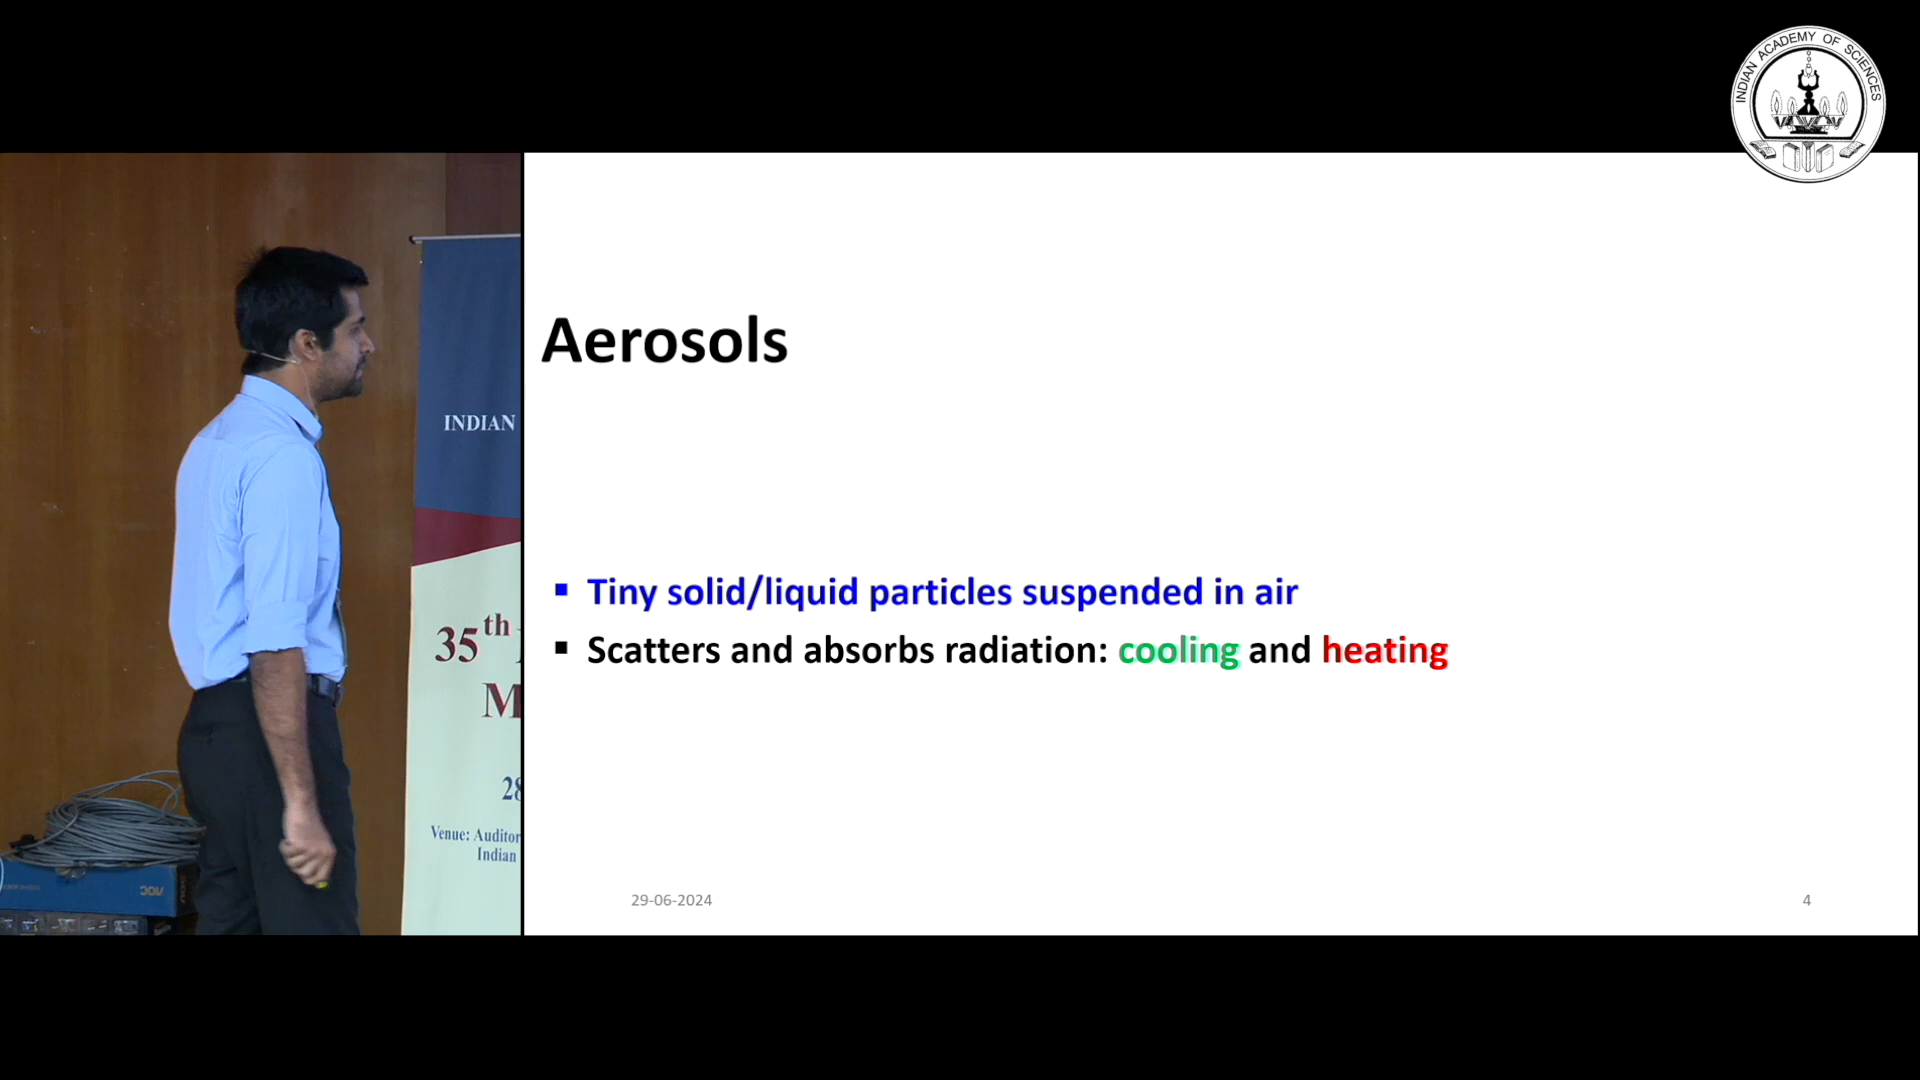 INDIAN ACADEMY OF SCIENCES
INDIAN
35th
M
28
Venue: Auditor
Indian
Aerosols
▪ Tiny solid/liquid particles suspended in air
▪ Scatters and absorbs radiation: cooling and heating
29-06-2024
4